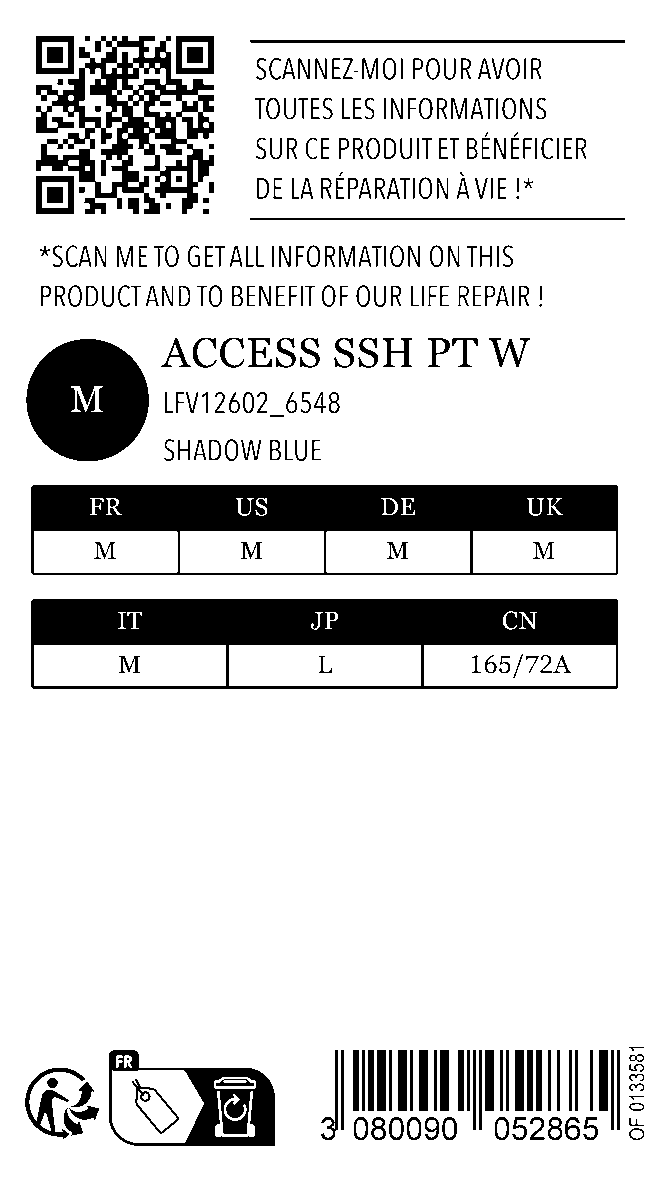 SCANNEZ-MOI POUR AVOIR
TOUTES LES INFORMATIONS
SUR CE PRODUIT ET BÉNÉFICIER
DE LA RÉPARATION À VIE !*
*SCAN ME TO GET ALL INFORMATION ON THIS
PRODUCT AND TO BENEFIT OF OUR LIFE REPAIR !
M
ACCESS SSH PT W
LFV12602_6548
SHADOW BLUE
FR US DE UK
M M M M
IT JP CN
M L 165/72A
FR
3 080090 052865
OF 0133581